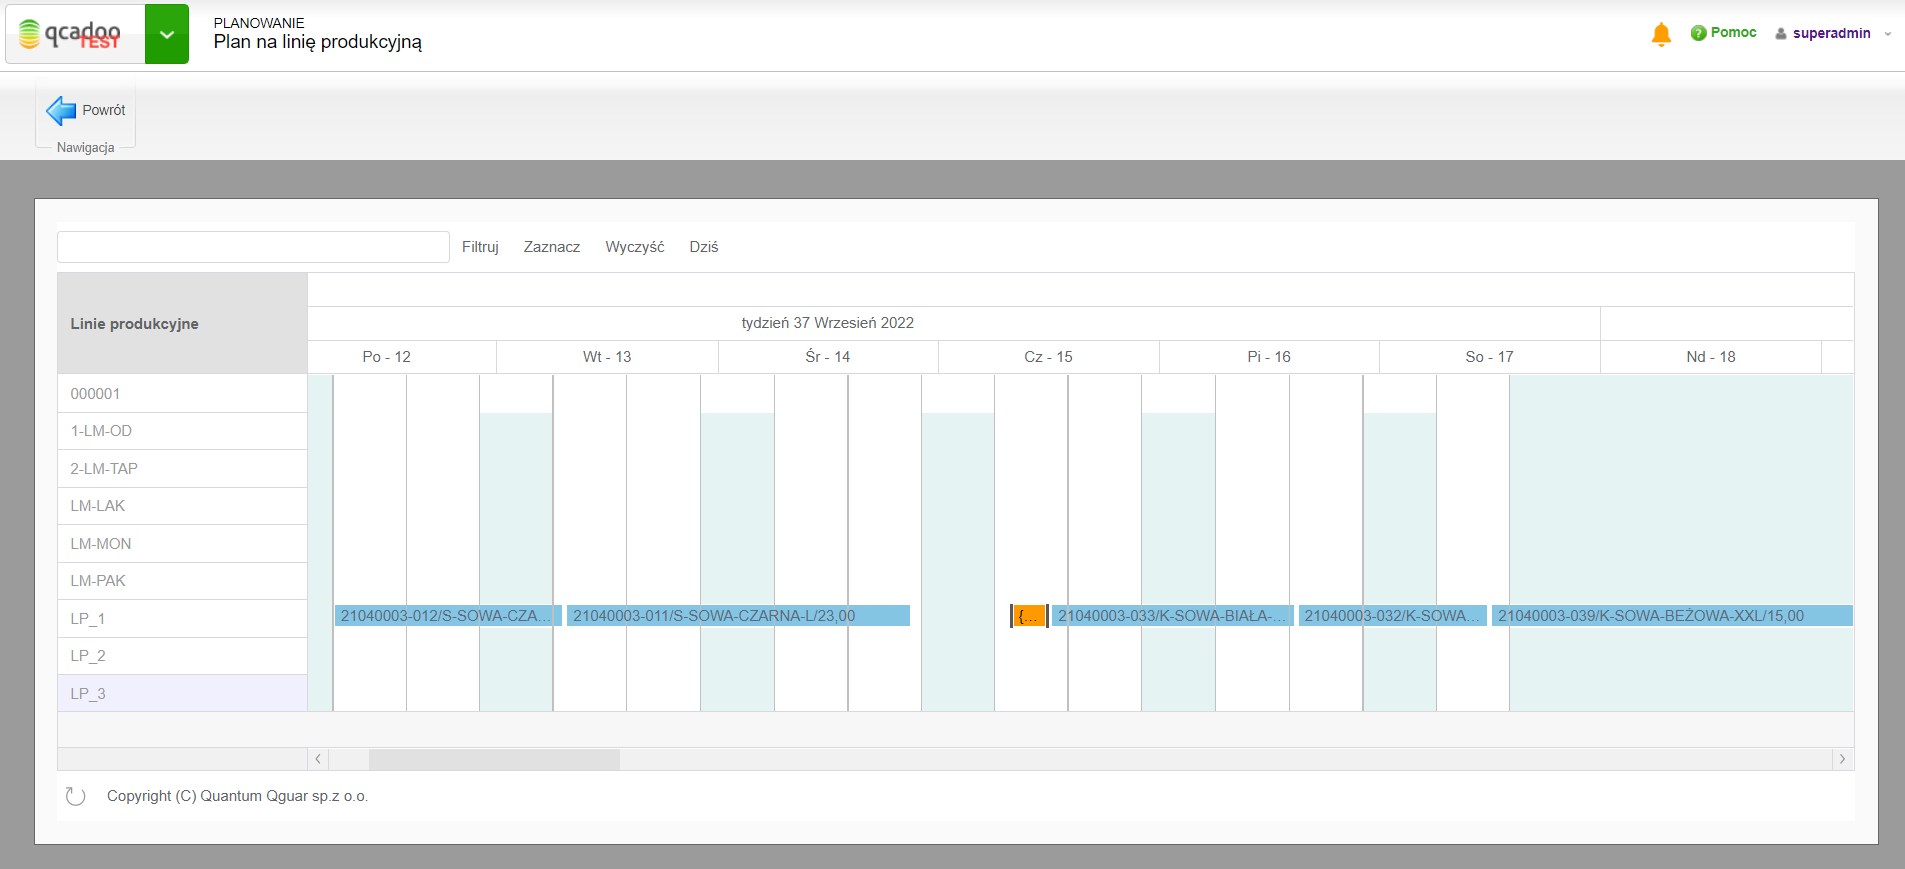 qcadoo
TEST
PLANOWANIE
Plan na linię produkcyjną
Pomoc
superadmin
Powrót
Nawigacja
Filtruj Zaznacz Wyczyść Dziś
Linie produkcyjne
tydzień 37 Wrzesień 2022
Po - 12 Wt - 13 Śr - 14 Cz - 15 Pi - 16 So - 17 Nd - 18
000001
1-LM-OD
2-LM-TAP
LM-LAK
LM-MON
LM-PAK
LP_1 21040003-012/S-SOWA-CZA... 21040003-011/S-SOWA-CZARNA-L/23,00 {... 21040003-033/K-SOWA-BIAŁA-... 21040003-032/K-SOWA... 21040003-039/K-SOWA-BEŻOWA-XXL/15,00
LP_2
LP_3
Copyright (C) Quantum Qguar sp.z o.o.